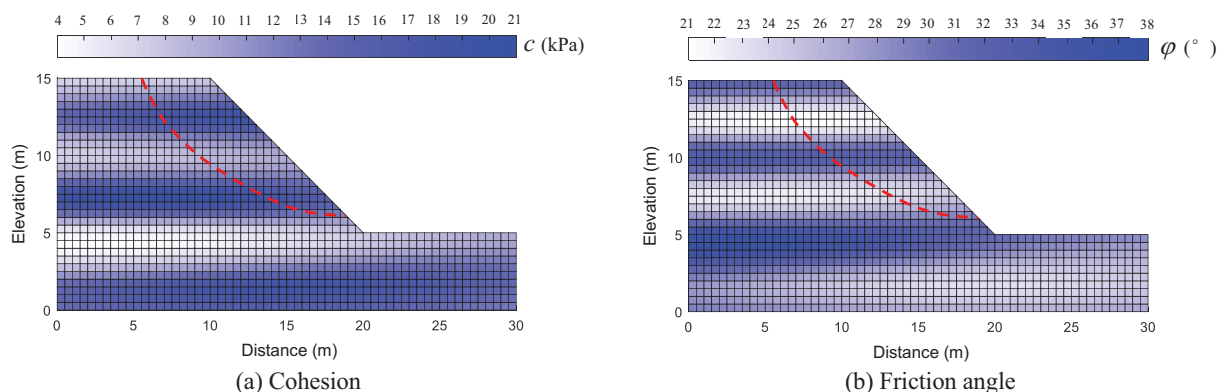 4 5 6 7 8 9 10 11 12 13 14 15 16 17 18 19 20 21
c (kPa)
15
10
5
0
Elevation (m)
0 5 10 15 20 25 30
Distance (m)
(a) Cohesion
21 22 23 24 25 26 27 28 29 30 31 32 34 35 36 37 38
φ (°)
15
10
5
0
Elevation (m)
0 5 10 15 20 25 30
Distance (m)
(b) Friction angle